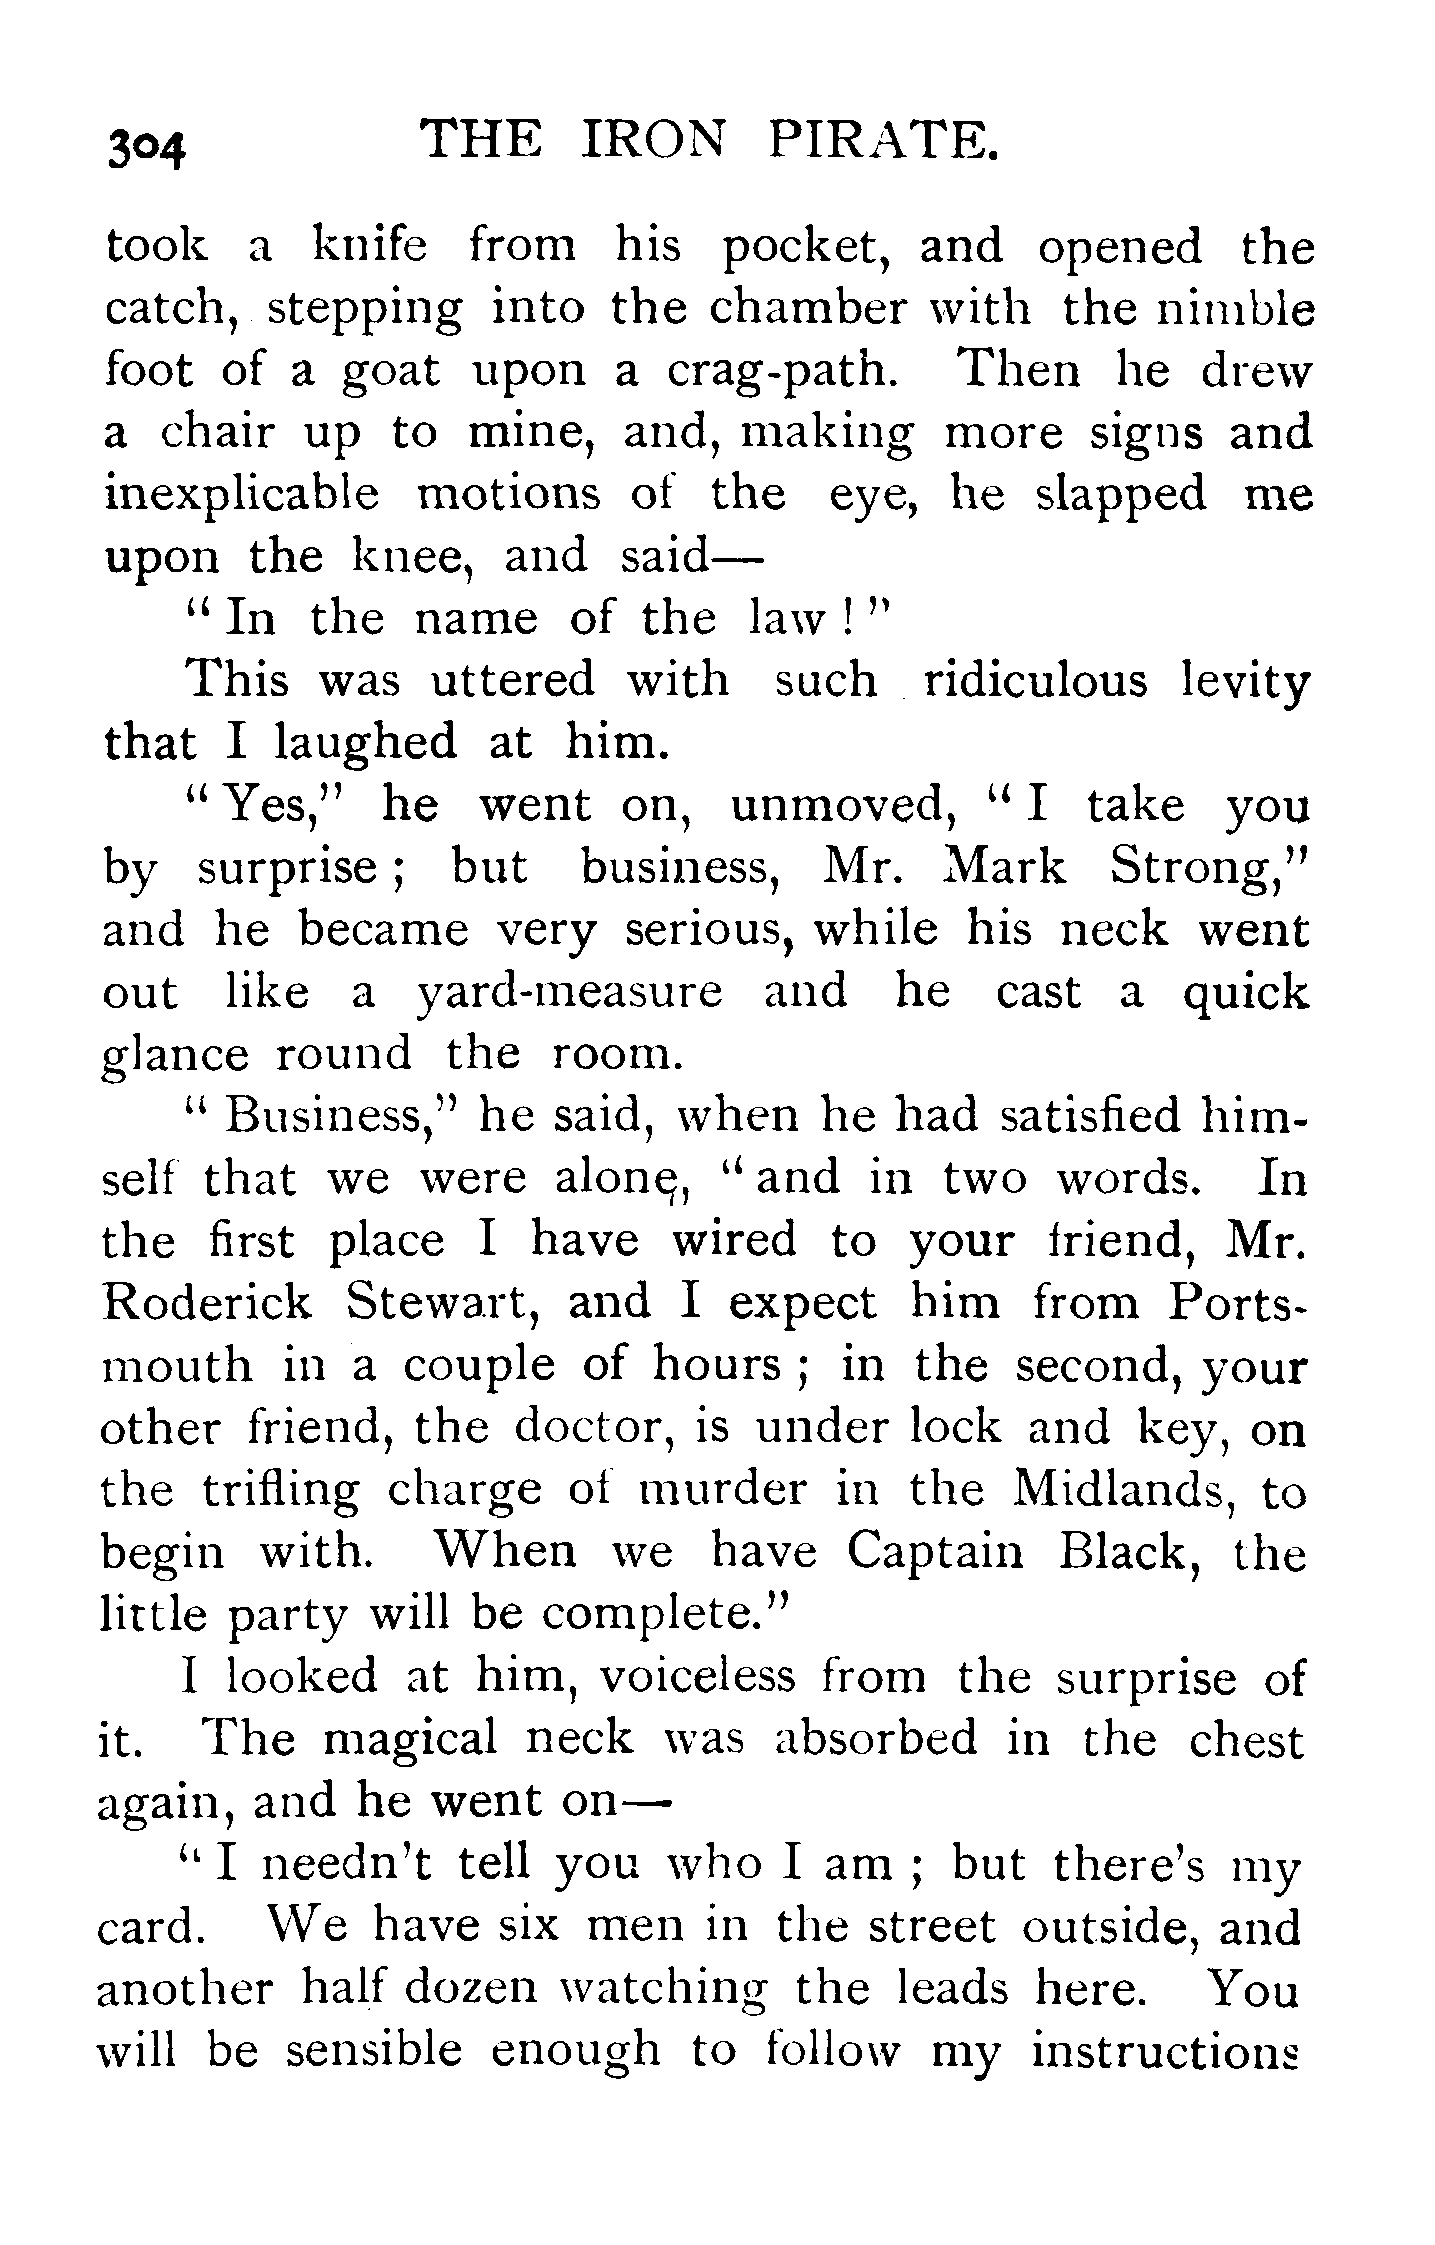 304 THE IRON PIRATE.
took a knife from his pocket, and opened the
catch, stepping into the chamber with the nimble
foot of a goat upon a crag-path. Then he drew
a chair up to mine, and, making more signs and
inexplicable motions of the eye, he slapped me
upon the knee, and said—
“ In the name of the law ! ”
This was uttered with such ridiculous levity
that I laughed at him.
“ Yes,” he went on, unmoved, “ I take you
by surprise ; but business, Mr. Mark Strong,”
and he became very serious, while his neck went
out like a yard-measure and he cast a quick
glance round the room.
“ Business,” he said, when he had satisfied him-
self that we were alone, “ and in two words. In
the first place I have wired to your friend, Mr.
Roderick Stewart, and I expect him from Ports-
mouth in a couple of hours ; in the second, your
other friend, the doctor, is under lock and key, on
the trifling charge of murder in the Midlands, to
begin with. When we have Captain Black, the
little party will be complete.”
I looked at him, voiceless from the surprise of
it. The magical neck was absorbed in the chest
again, and he went on—
“ I needn’t tell you who I am ; but there’s my
card. We have six men in the street outside, and
another half dozen watching the leads here. You
will be sensible enough to follow my instructions